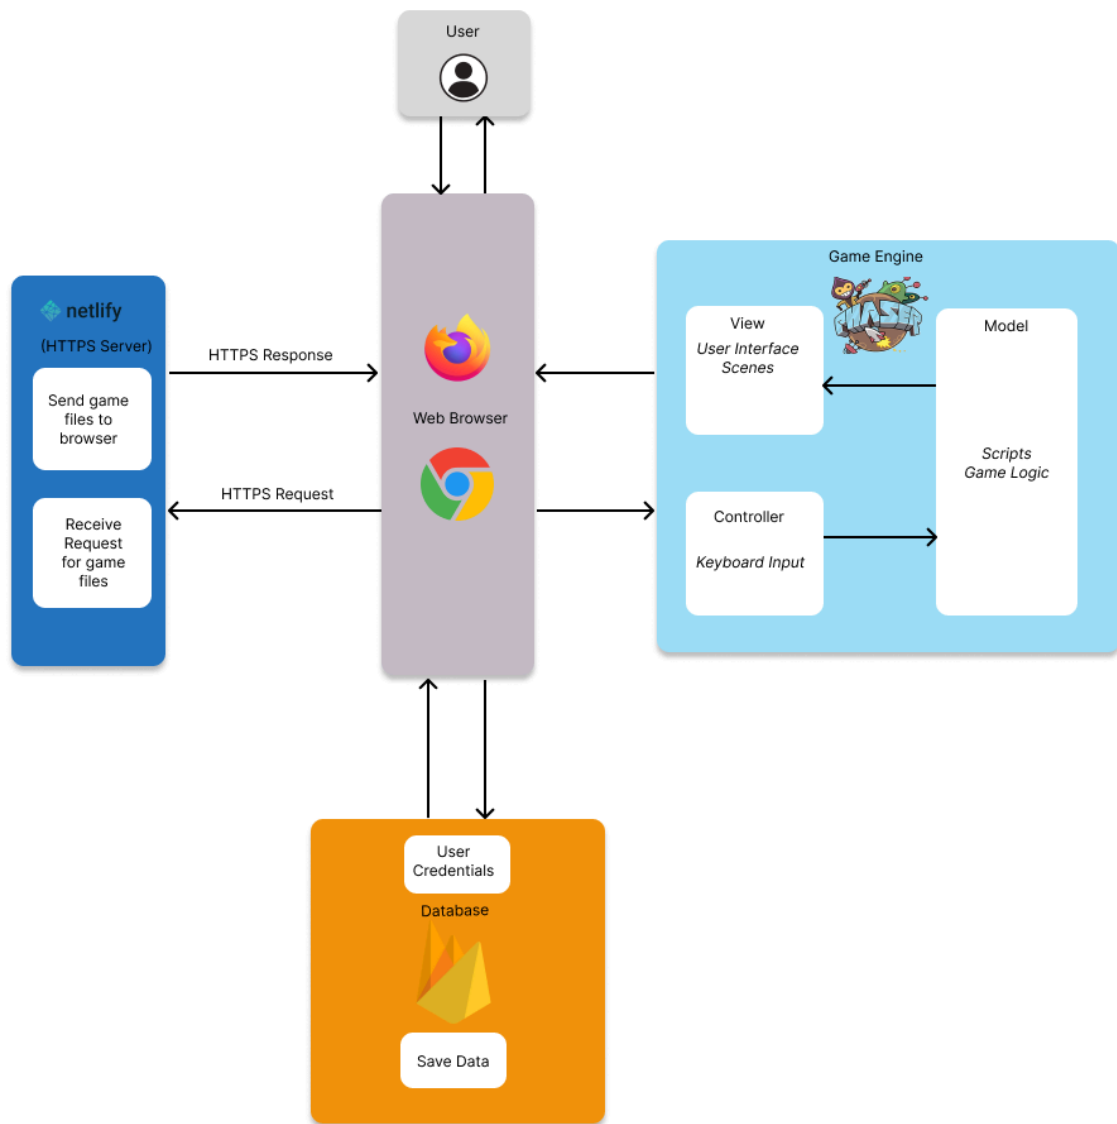 User
netlify
(HTTPS Server)
Send game
files to
browser
Receive
Request
for game
files
HTTPS Response
HTTPS Request
Web Browser
Game Engine
PHASER
View
User Interface
Scenes
Model
Scripts
Game Logic
Controller
Keyboard Input
User
Credentials
Database
Save Data